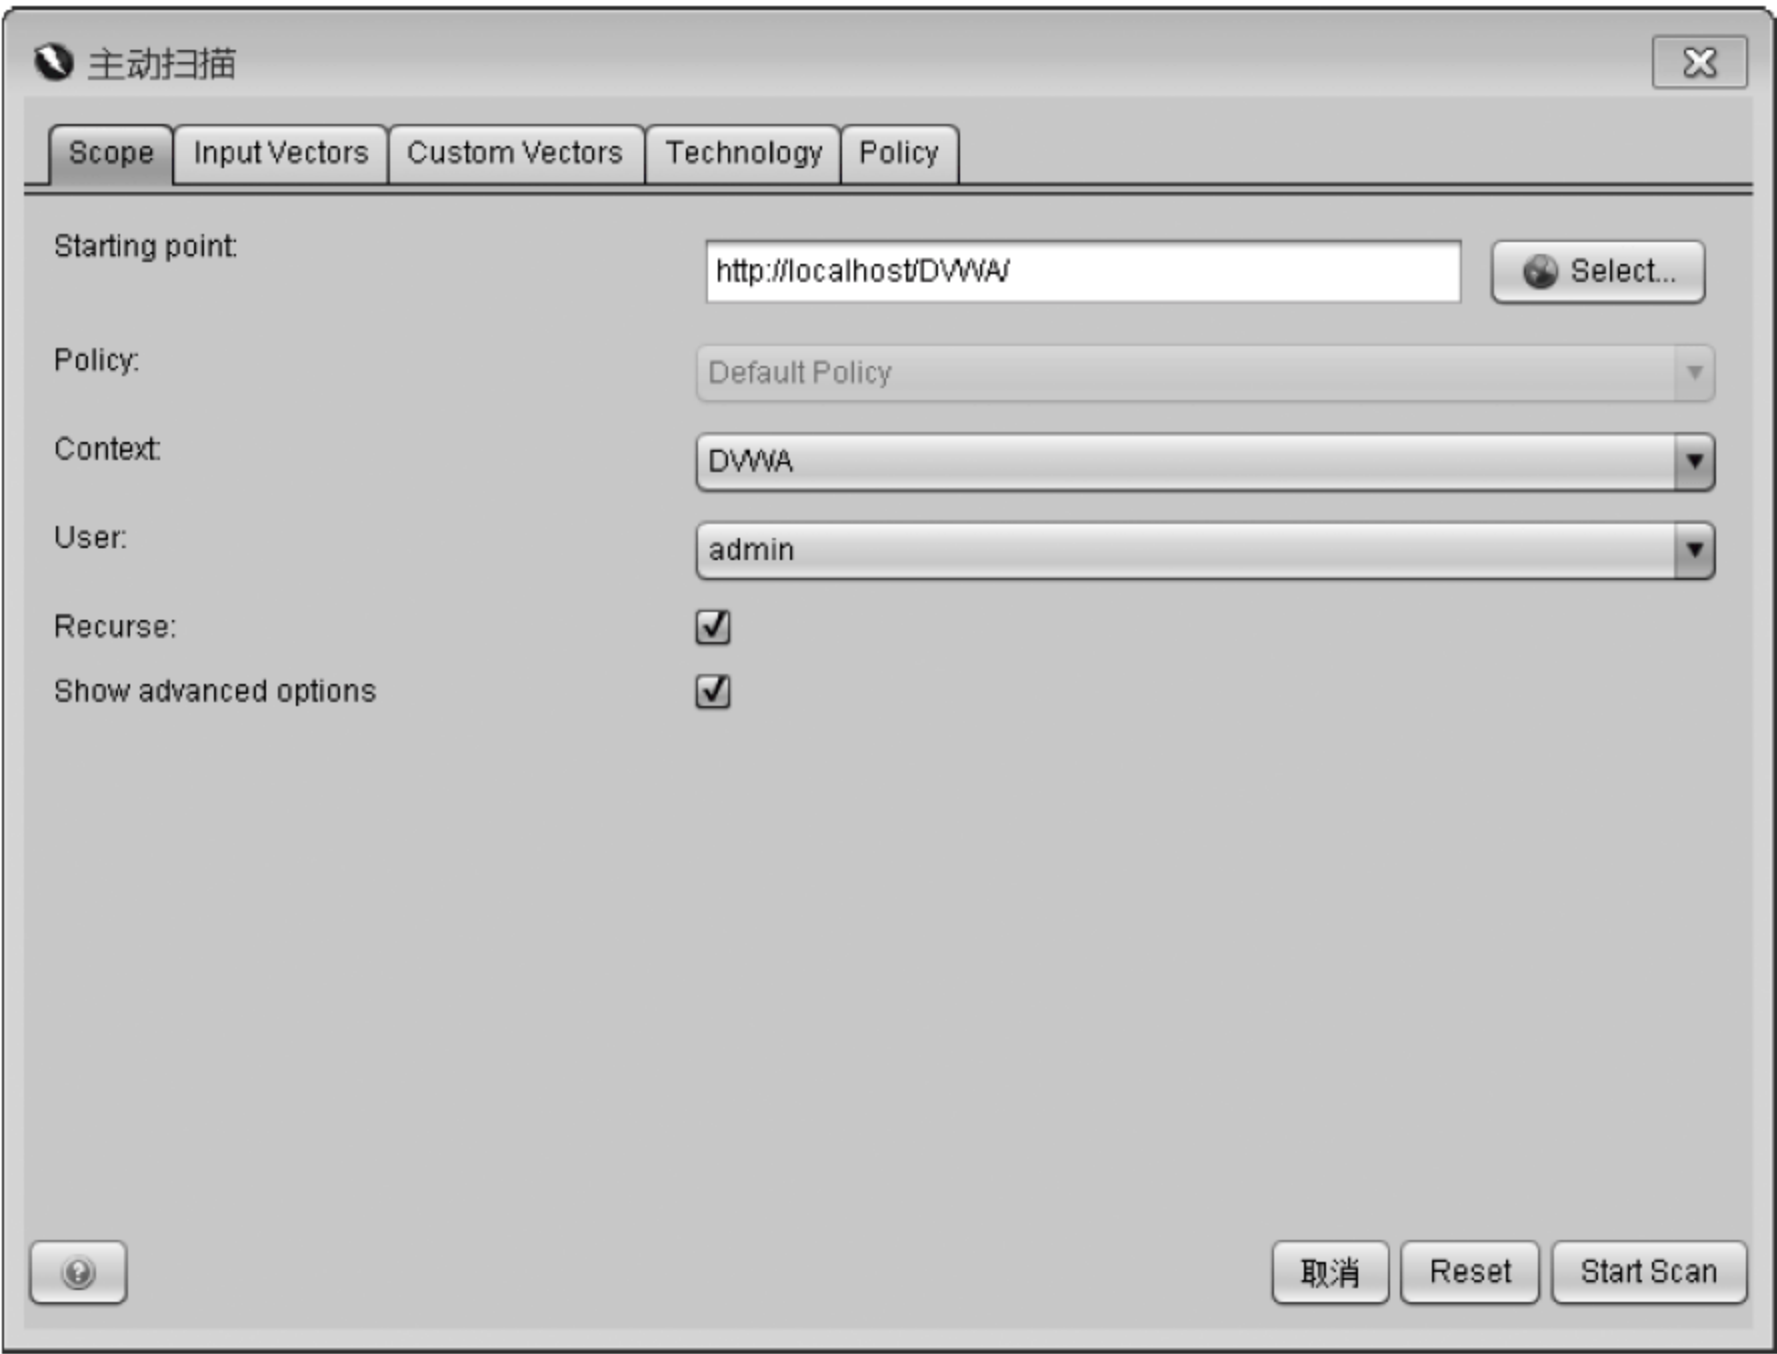 主动扫描
Scope Input Vectors Custom Vectors Technology Policy
Starting point:
http://localhost/DVWA/ Select...
Policy: Default Policy
Context: DVWA
User: admin
Recurse:
Show advanced options
取消 Reset Start Scan